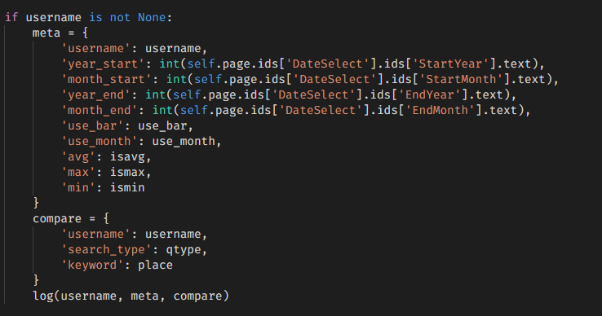 if username is not None:
    meta = {
        'username': username,
        'year_start': int(self.page.ids['DateSelect'].ids['StartYear'].text),
        'month_start': int(self.page.ids['DateSelect'].ids['StartMonth'].text),
        'year_end': int(self.page.ids['DateSelect'].ids['EndYear'].text),
        'month_end': int(self.page.ids['DateSelect'].ids['EndMonth'].text),
        'use_bar': use_bar,
        'use_month': use_month,
        'avg': isavg,
        'max': ismax,
        'min': ismin
    }
    compare = {
        'username': username,
        'search_type': qtype,
        'keyword': place
    }
    log(username, meta, compare)